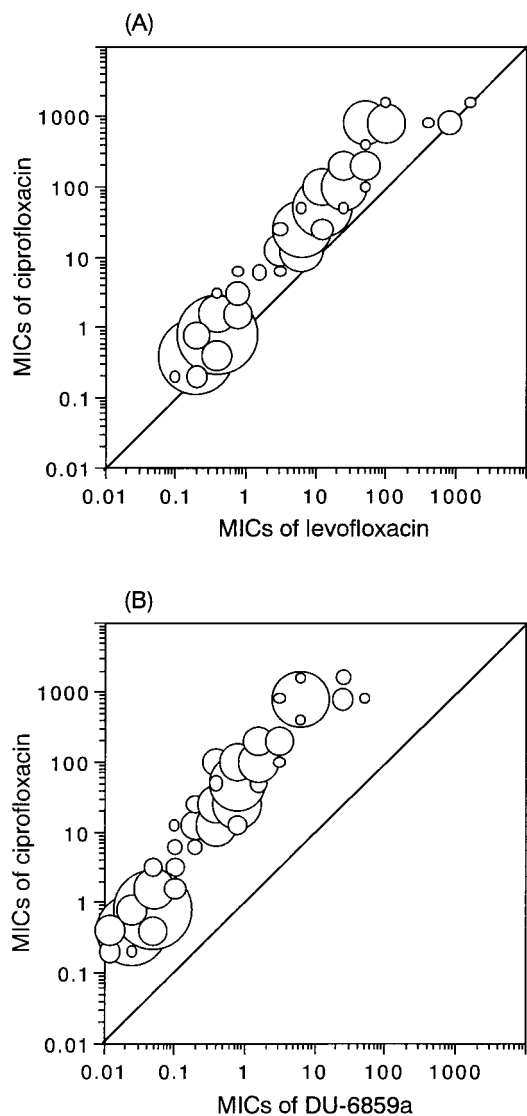 (A)
1000
100
10
1
0.1
0.01
MICs of ciprofloxacin
0.01 0.1 1 10 100 1000
MICs of levofloxacin
(B)
1000
100
10
1
0.1
0.01
MICs of ciprofloxacin
0.01 0.1 1 10 100 1000
MICs of DU-6859a